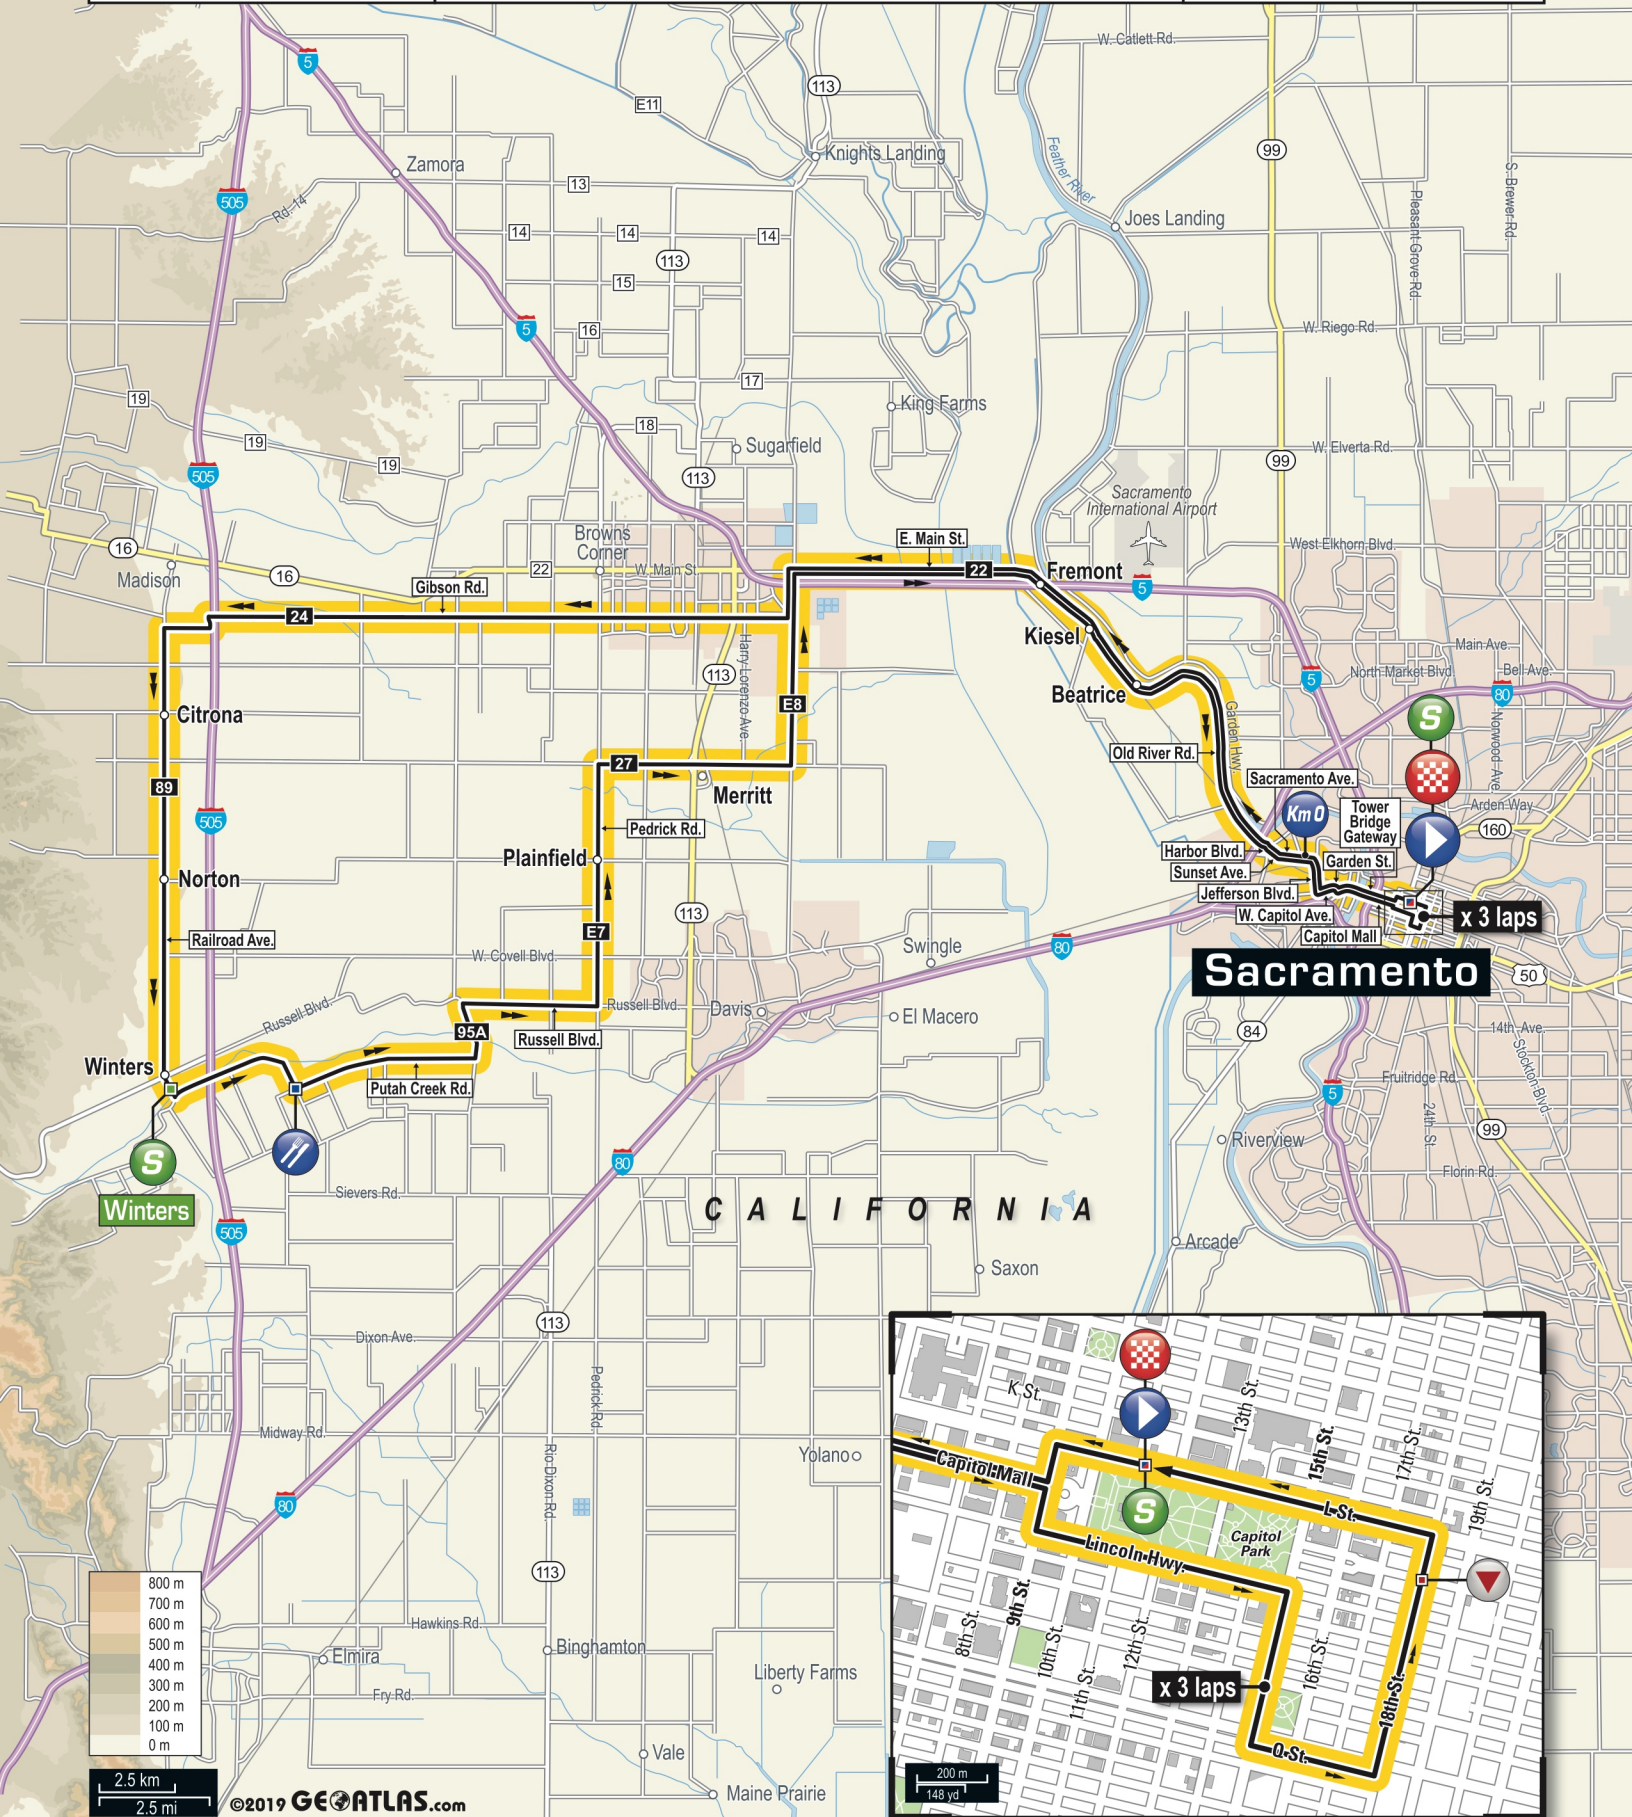 W. Catlett Rd.
5
113
E11
99
Knights Landing
Zamora
Feather River
13
505
Rd. 14
S. Brewer Rd.
Pleasant Grove Rd.
Joes Landing
14
14
14
113
15
5
16
W. Riego Rd.
17
19
King Farms
18
19
Sugarfield
W. Elverta Rd.
19
99
505
113
Sacramento
International Airport
Browns
Corner
E. Main St.
West Elkhorn Blvd.
16
Madison
16
22
W. Main St.
22
Fremont
5
Gibson Rd.
24
Kiesel
Main Ave.
113
Harry Lorenzo Ave.
North Market Blvd.
Bell Ave.
5
80
Beatrice
E8
Citrona
Garden Hwy.
Norwood Ave.
S
Old River Rd.
27
89
Merritt
Sacramento Ave.
505
Km 0
Tower
Bridge
Gateway
Arden Way
160
Pedrick Rd.
Plainfield
Harbor Blvd.
Garden St.
Sunset Ave.
Norton
Jefferson Blvd.
113
W. Capitol Ave.
x 3 laps
E7
Capitol Mall
Railroad Ave.
Swingle
80
W. Covell Blvd.
Sacramento
50
Russell Blvd.
Russell Blvd.
Davis
El Macero
95A
Russell Blvd.
84
14th Ave.
Stockton Blvd.
Winters
Putah Creek Rd.
Fruitridge Rd.
5
24th St.
99
S
80
Riverview
Florin Rd.
Winters
Sievers Rd.
CALIFORNIA
505
Arcade
Saxon
113
Dixon Ave.
Pedrick Rd.
Midway Rd.
Rio Dixon Rd.
Yolano
80
113
Hawkins Rd.
Elmira
Binghamton
Liberty Farms
Fry Rd.
Vale
Maine Prairie
K St.
13th St.
15th St.
17th St.
19th St.
Capitol Mall
S
L St.
Capitol
Park
Lincoln Hwy.
8th St.
9th St.
10th St.
11th St.
12th St.
16th St.
18th St.
x 3 laps
Q St.
200 m
148 yd
800 m
700 m
600 m
500 m
400 m
300 m
200 m
100 m
0 m
2.5 km
2.5 mi
©2019 GEOATLAS.com